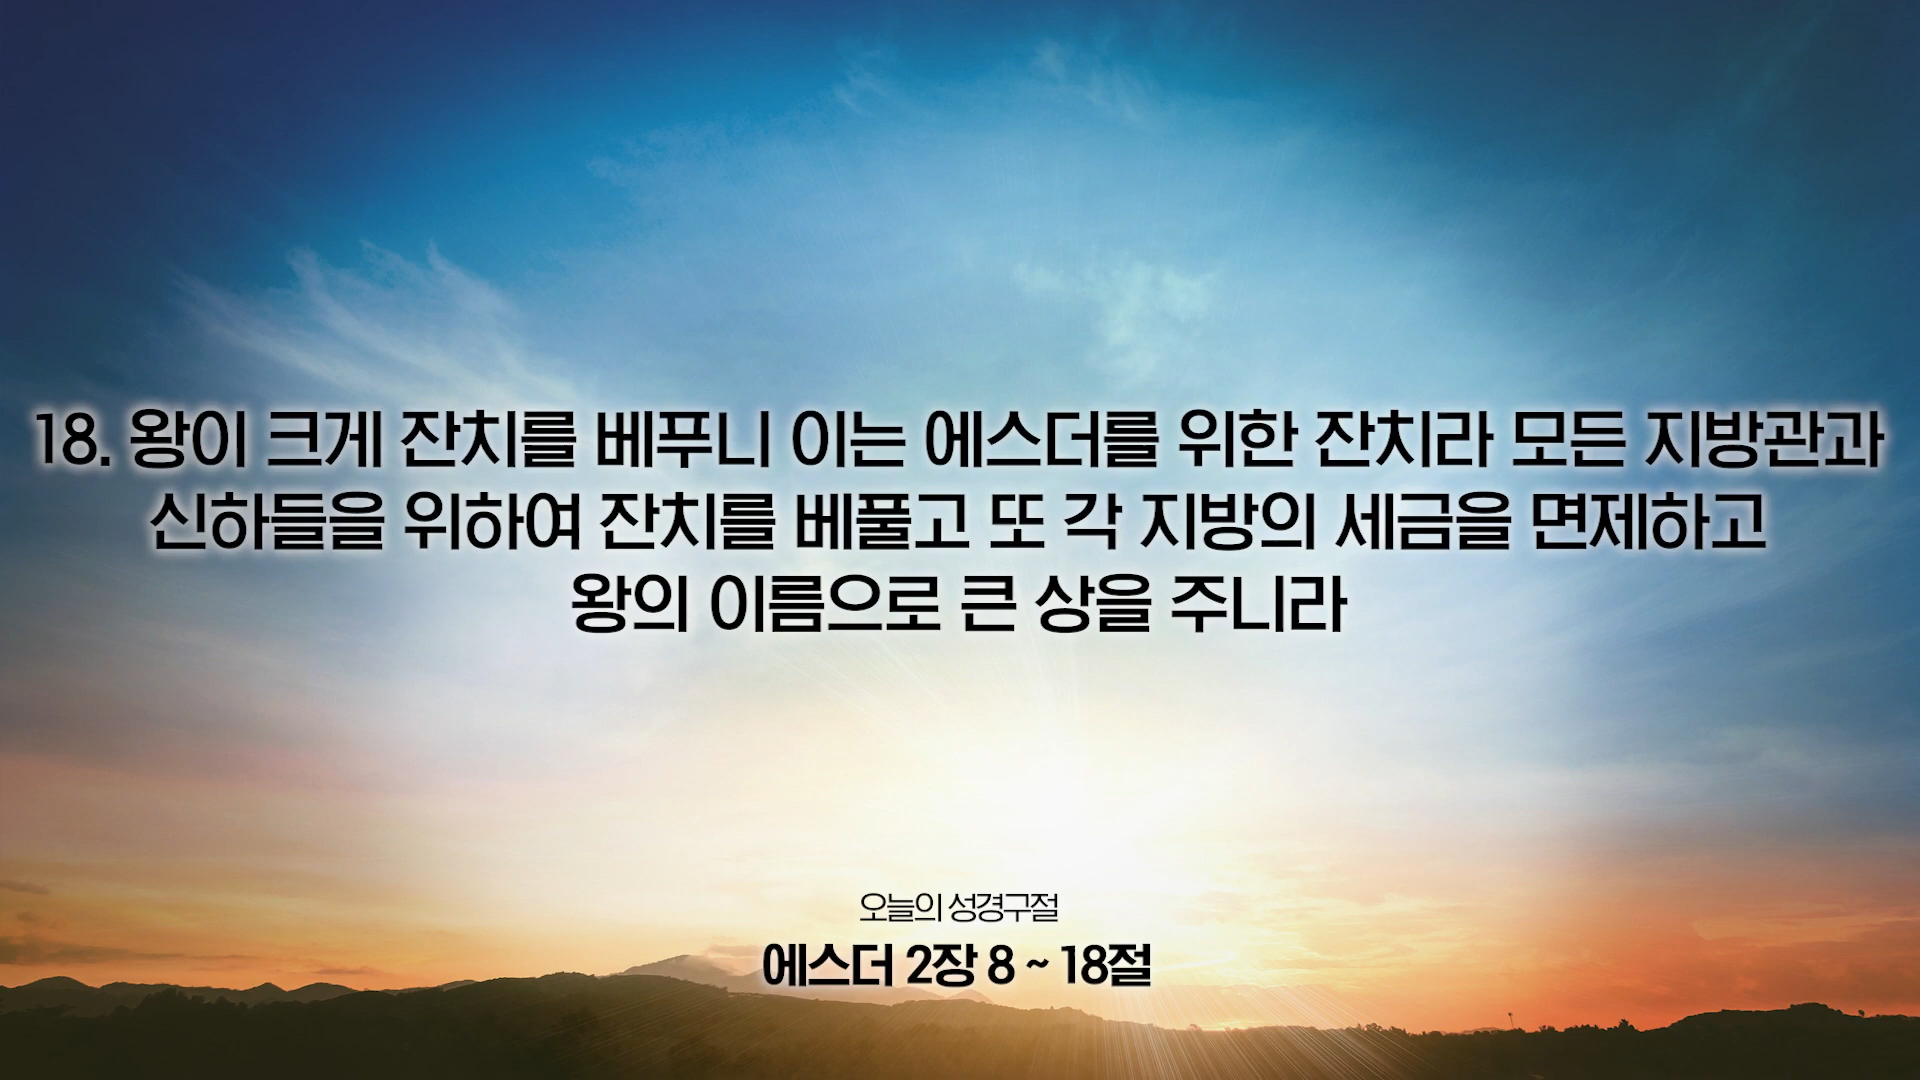 18. 왕이 크게 잔치를 베푸니 이는 에스더를 위한 잔치라 모든 지방관과
신하들을 위하여 잔치를 베풀고 또 각 지방의 세금을 면제하고
왕의 이름으로 큰 상을 주니라
오늘의 성경구절
에스더 2장 8 ~ 18절